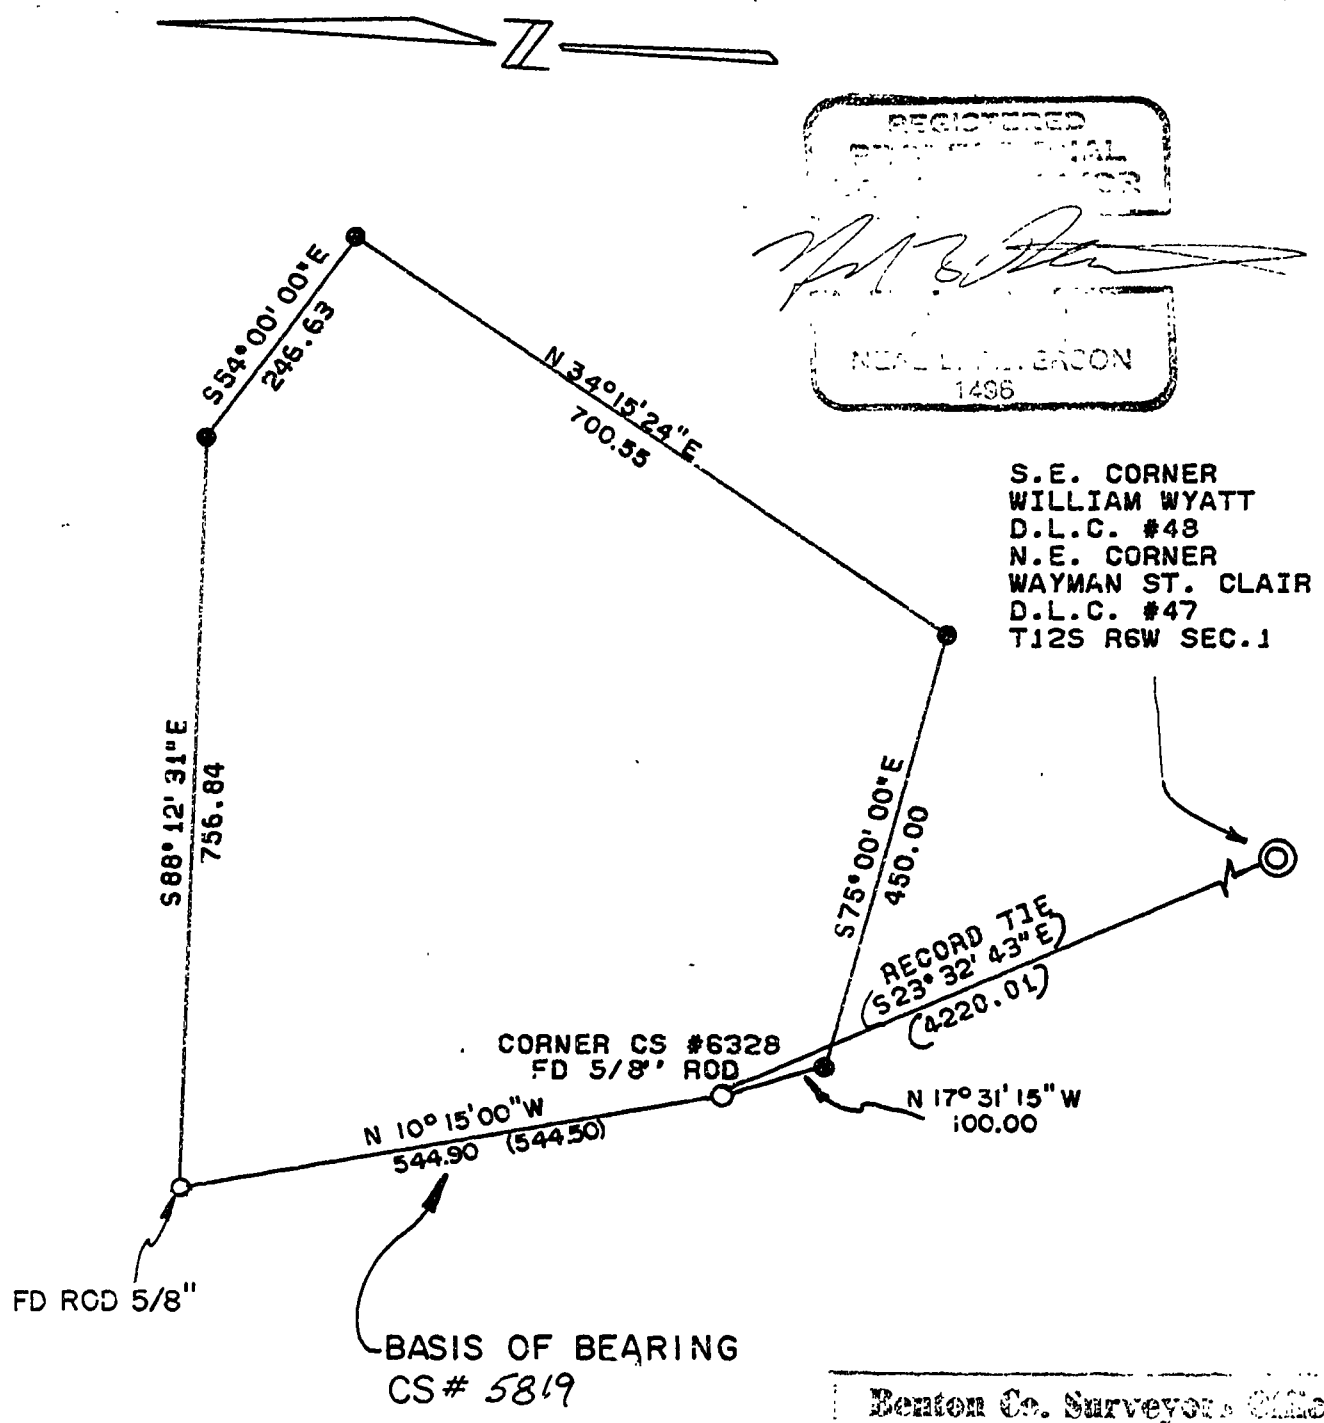 Z
REGISTERED
1496
S54°00'00"E
246.63
N 34°15'24"E
700.55
S.E. CORNER
WILLIAM WYATT
D.L.C. #48
N.E. CORNER
WAYMAN ST. CLAIR
D.L.C. #47
T12S R6W SEC.1
S88°12'31"E
756.84
S75°00'00"E
450.00
RECORD TIE
(S23°32'43"E)
(4220.01)
CORNER CS #6328
FD 5/8" ROD
N 17°31'15"W
100.00
N 10°15'00"W
544.90 (544.50)
FD ROD 5/8"
BASIS OF BEARING
CS# 5819
Benton Co. Surveyors Office